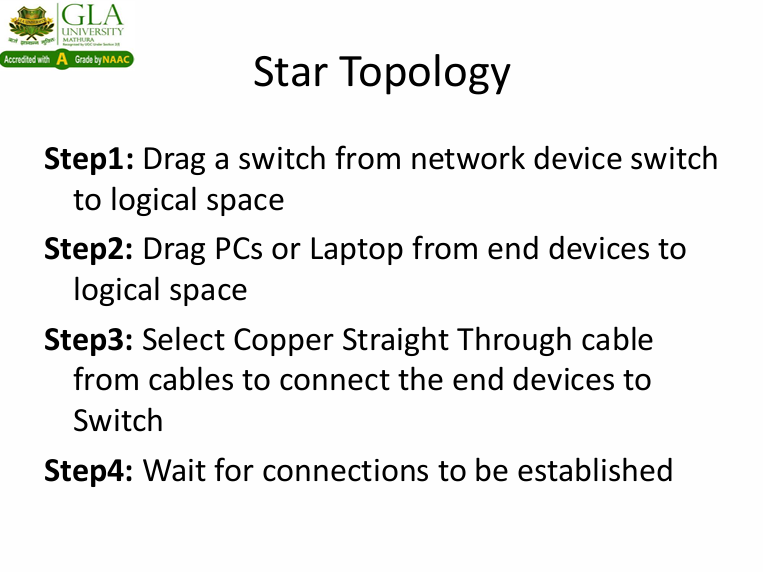 GLA
UNIVERSITY
MATHURA
Recognised by UGC Under Section 2(f)
Accredited with A Grade by NAAC
Star Topology
Step1: Drag a switch from network device switch
to logical space
Step2: Drag PCs or Laptop from end devices to
logical space
Step3: Select Copper Straight Through cable
from cables to connect the end devices to
Switch
Step4: Wait for connections to be established